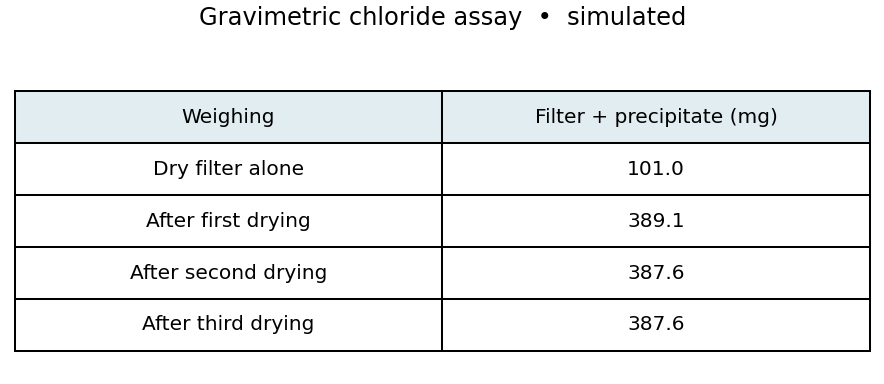 Gravimetric chloride assay • simulated
Weighing Filter + precipitate (mg)
Dry filter alone 101.0
After first drying 389.1
After second drying 387.6
After third drying 387.6